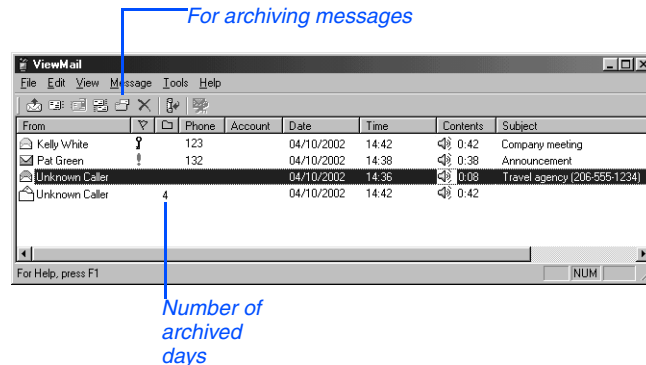 For archiving messages
ViewMail
File Edit View Message Tools Help
From Phone Account Date Time Contents Subject
Kelly White 123 04/10/2002 14:42 0:42 Company meeting
Pat Green 132 04/10/2002 14:38 0:38 Announcement
Unknown Caller 04/10/2002 14:36 0:08 Travel agency (206-555-1234)
Unknown Caller 4 04/10/2002 14:42 0:42
For Help, press F1 NUM
Number of
archived
days